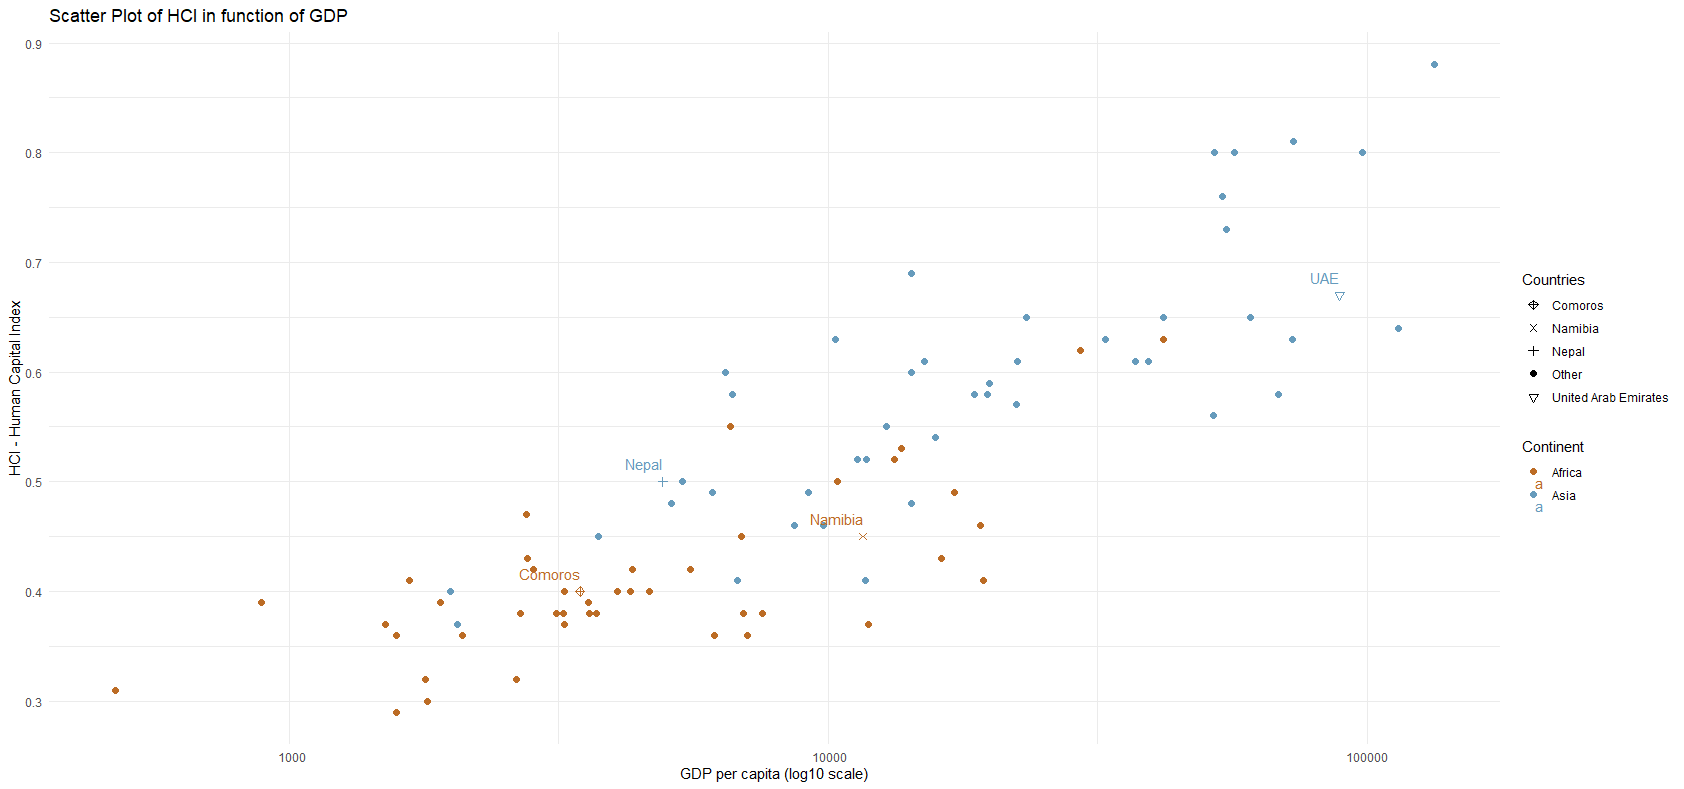 Scatter Plot of HCI in function of GDP
0.9
0.8
0.7
0.6
0.5
0.4
0.3
HCI - Human Capital Index
UAE
Nepal
Namibia
Comoros
1000
10000
100000
GDP per capita (log10 scale)
Countries
Comoros
Namibia
Nepal
Other
United Arab Emirates
Continent
Africa
a
Asia
a